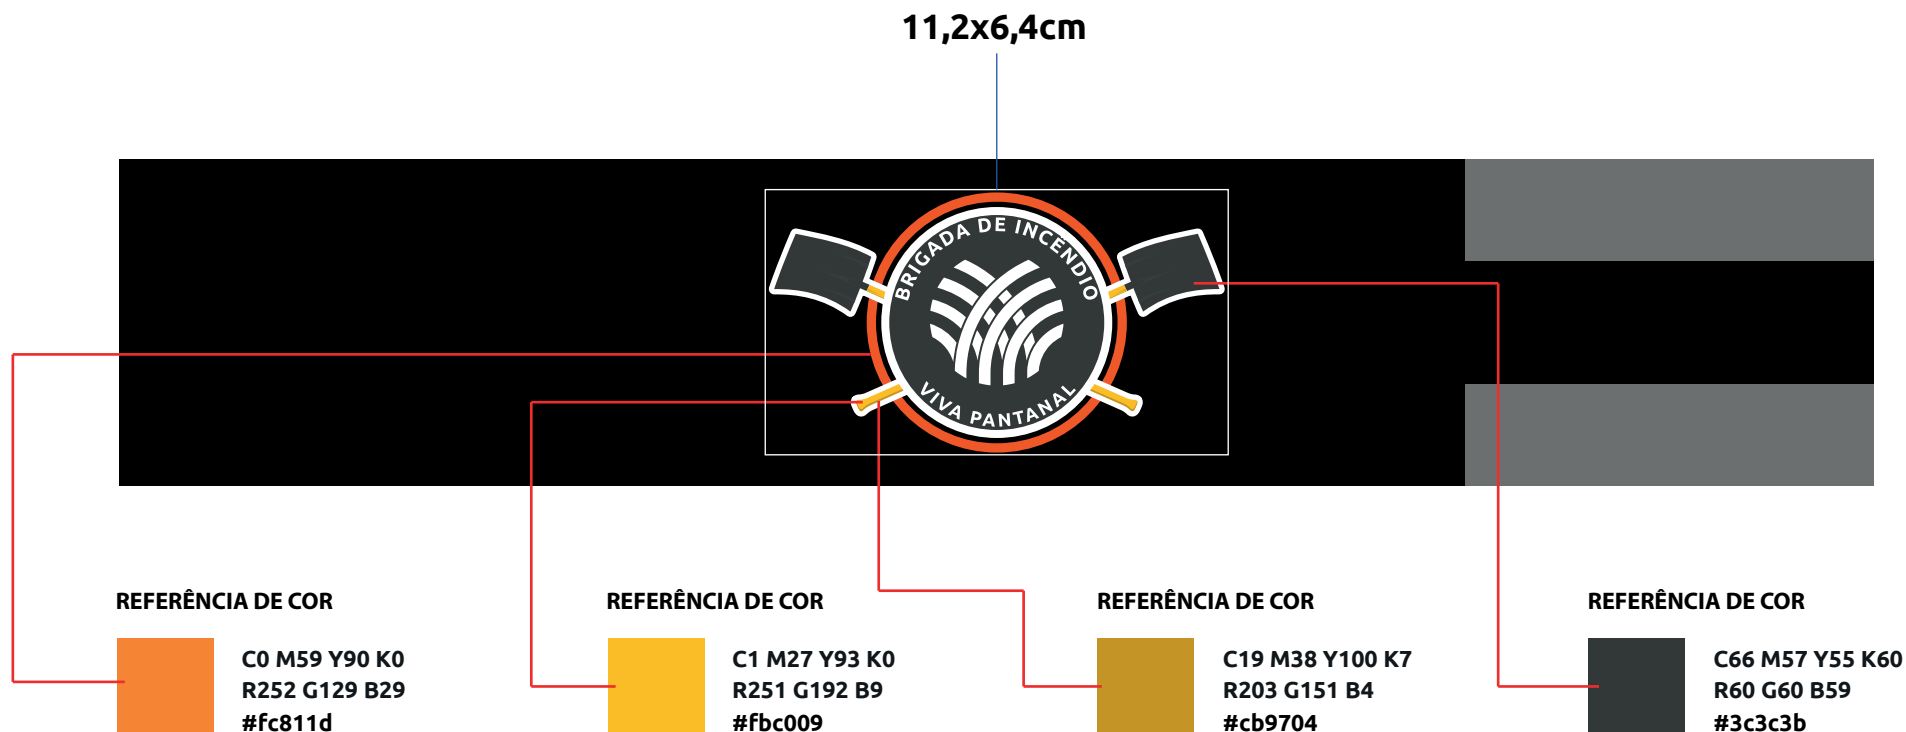 11,2x6,4cm
BRIGADA DE INCÊNDIO
VIVA PANTANAL
REFERÊNCIA DE COR
C0 M59 Y90 K0
R252 G129 B29
#fc811d
REFERÊNCIA DE COR
C1 M27 Y93 K0
R251 G192 B9
#fbc009
REFERÊNCIA DE COR
C19 M38 Y100 K7
R203 G151 B4
#cb9704
REFERÊNCIA DE COR
C66 M57 Y55 K60
R60 G60 B59
#3c3c3b